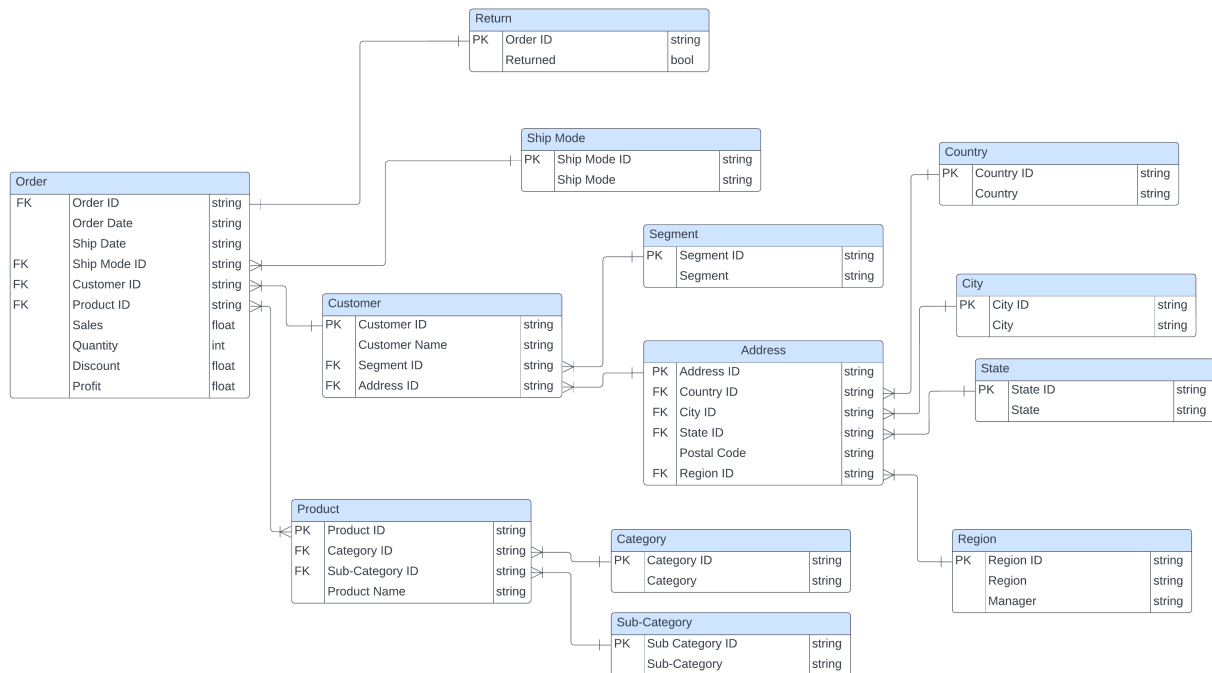 Return
PK Order ID string
Returned bool
Ship Mode
PK Ship Mode ID string
Ship Mode string
Country
PK Country ID string
Country string
Order
FK Order ID string
Order Date string
Ship Date string
FK Ship Mode ID string
FK Customer ID string
FK Product ID string
Sales float
Quantity int
Discount float
Profit float
Segment
PK Segment ID string
Segment string
City
PK City ID string
City string
Customer
PK Customer ID string
Customer Name string
FK Segment ID string
FK Address ID string
Address
PK Address ID string
FK Country ID string
FK City ID string
FK State ID string
Postal Code string
FK Region ID string
State
PK State ID string
State string
Product
PK Product ID string
FK Category ID string
FK Sub-Category ID string
Product Name string
Category
PK Category ID string
Category string
Region
PK Region ID string
Region string
Manager string
Sub-Category
PK Sub Category ID string
Sub-Category string